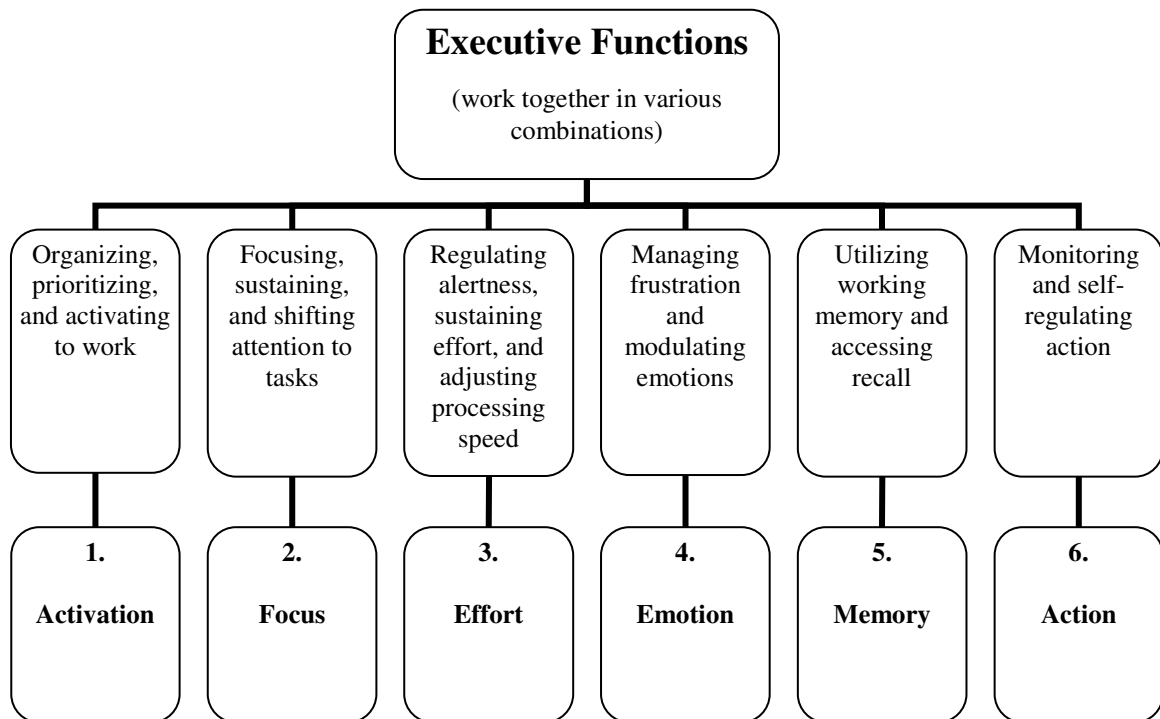 Executive Functions
(work together in various
combinations)
Organizing,
prioritizing,
and activating
to work
Focusing,
sustaining,
and shifting
attention to
tasks
Regulating
alertness,
sustaining
effort, and
adjusting
processing
speed
Managing
frustration
and
modulating
emotions
Utilizing
working
memory and
accessing
recall
Monitoring
and self-
regulating
action
1.
Activation
2.
Focus
3.
Effort
4.
Emotion
5.
Memory
6.
Action